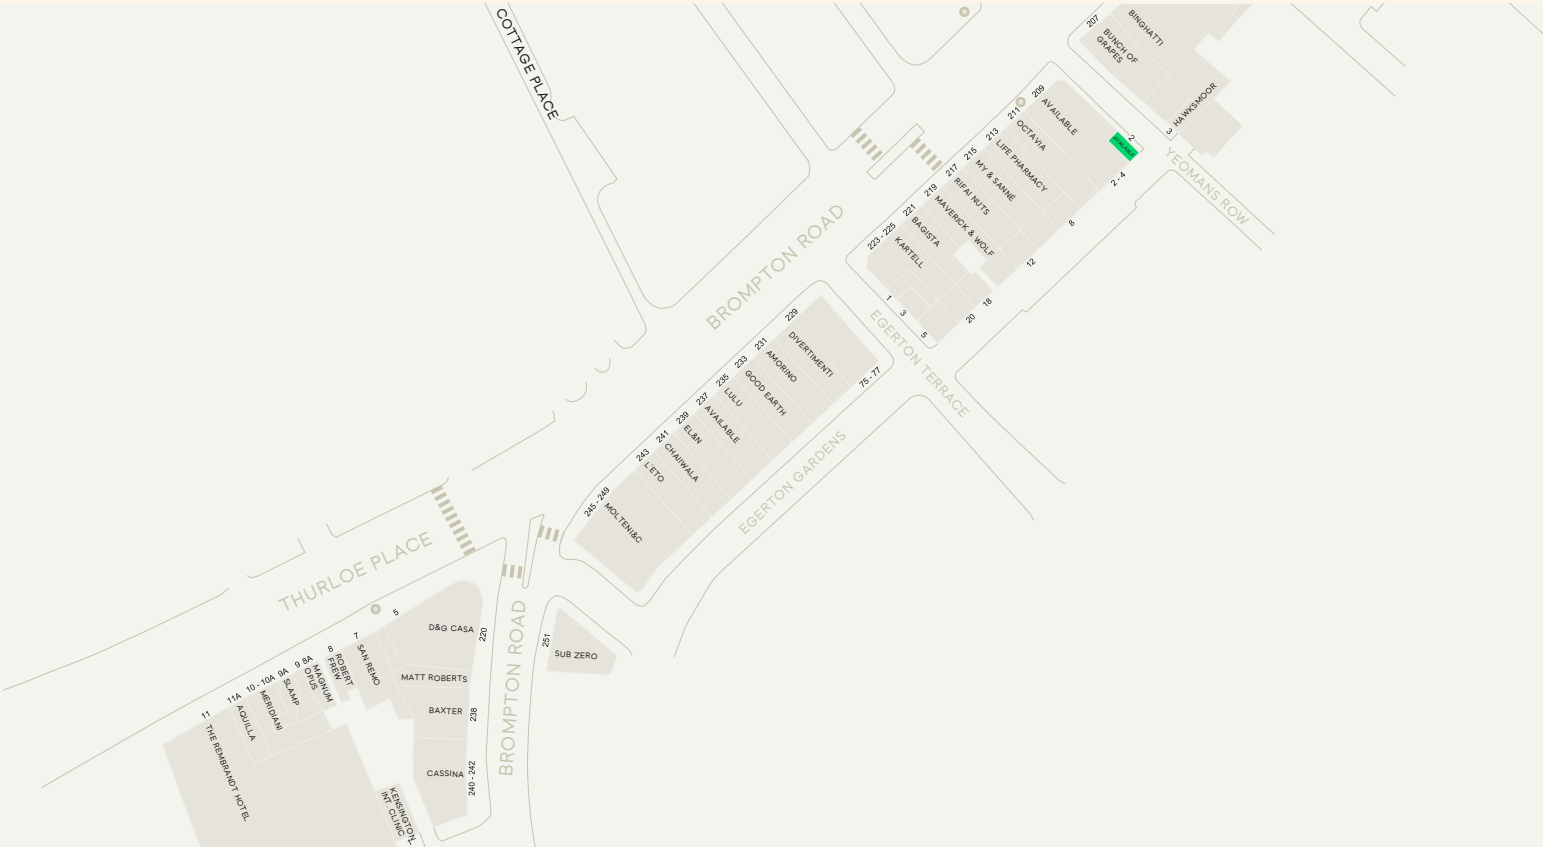 COTTAGE PLACE
207
BINGHATTI
BUNCH OF
GRAPES
HAWKSMOOR
3
YEOMANS ROW
209
AVAILABLE
2
AVAILABLE
2 - 4
211
OCTAVIA
213
LIFE PHARMACY
8
215
MY & SANNÉ
217
RIFAI NUTS
219
MAVERICK & WOLF
12
221
BAGISTA
18
223 - 225
KARTELL
20
1
3
5
BROMPTON ROAD
EGERTON TERRACE
229
DIVERTIMENTI
75 - 77
231
AMORINO
233
GOOD EARTH
235
LULU
237
AVAILABLE
239
EL&N
241
CHAIIWALA
243
L'ETO
245 - 249
MOLTENI&C
EGERTON GARDENS
THURLOE PLACE
BROMPTON ROAD
251
SUB ZERO
5
D&G CASA
220
MATT ROBERTS
BAXTER
238
CASSINA
240 - 242
7
SAN REMO
8
ROBERT
FREW
8A
MAGNUM
OPUS
9
9A
SLAMP
10 - 10A
MERIDIANI
11A
AQUILLA
11
THE REMBRANDT HOTEL
KENSINGTON
INT. CLINIC